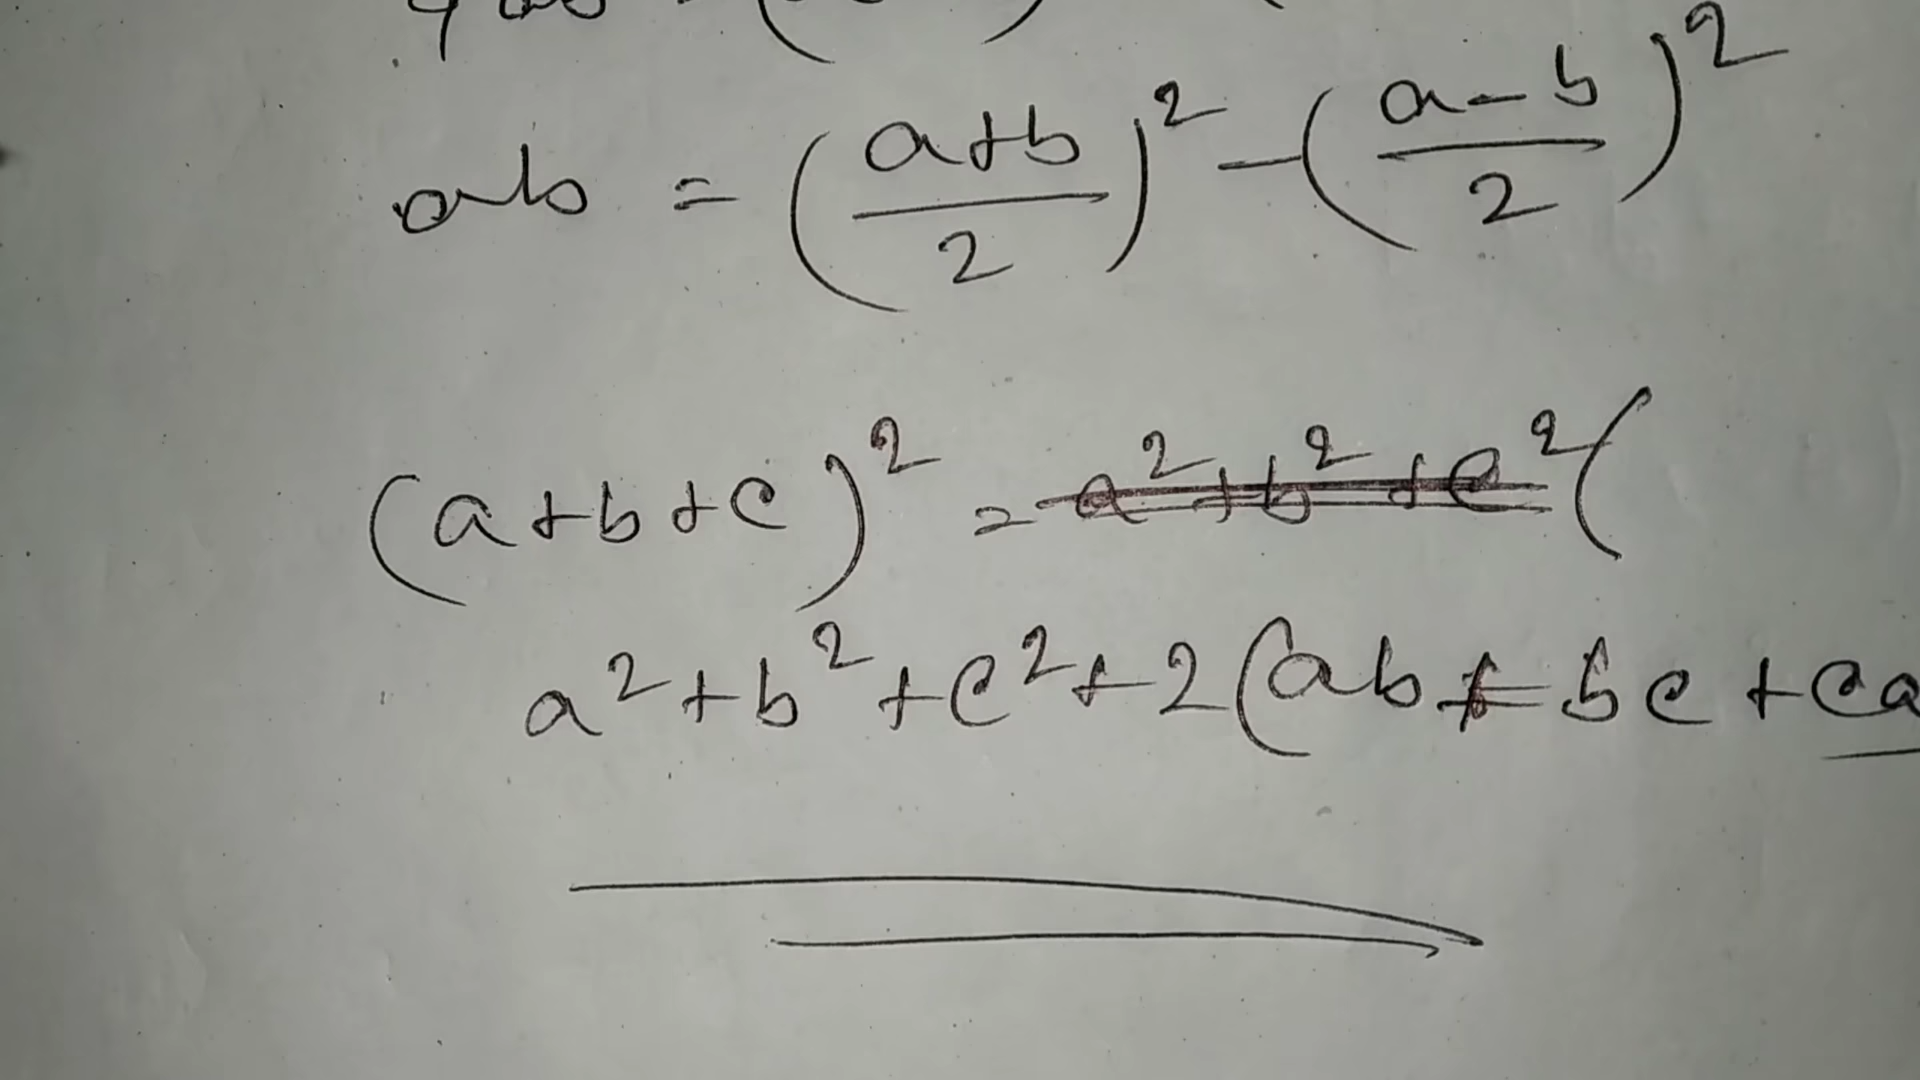 ab = ((a+b)/2)² - ((a-b)/2)²
(a+b+c)² = a²+b²+c² (
a²+b²+c²+2(ab+bc+ca